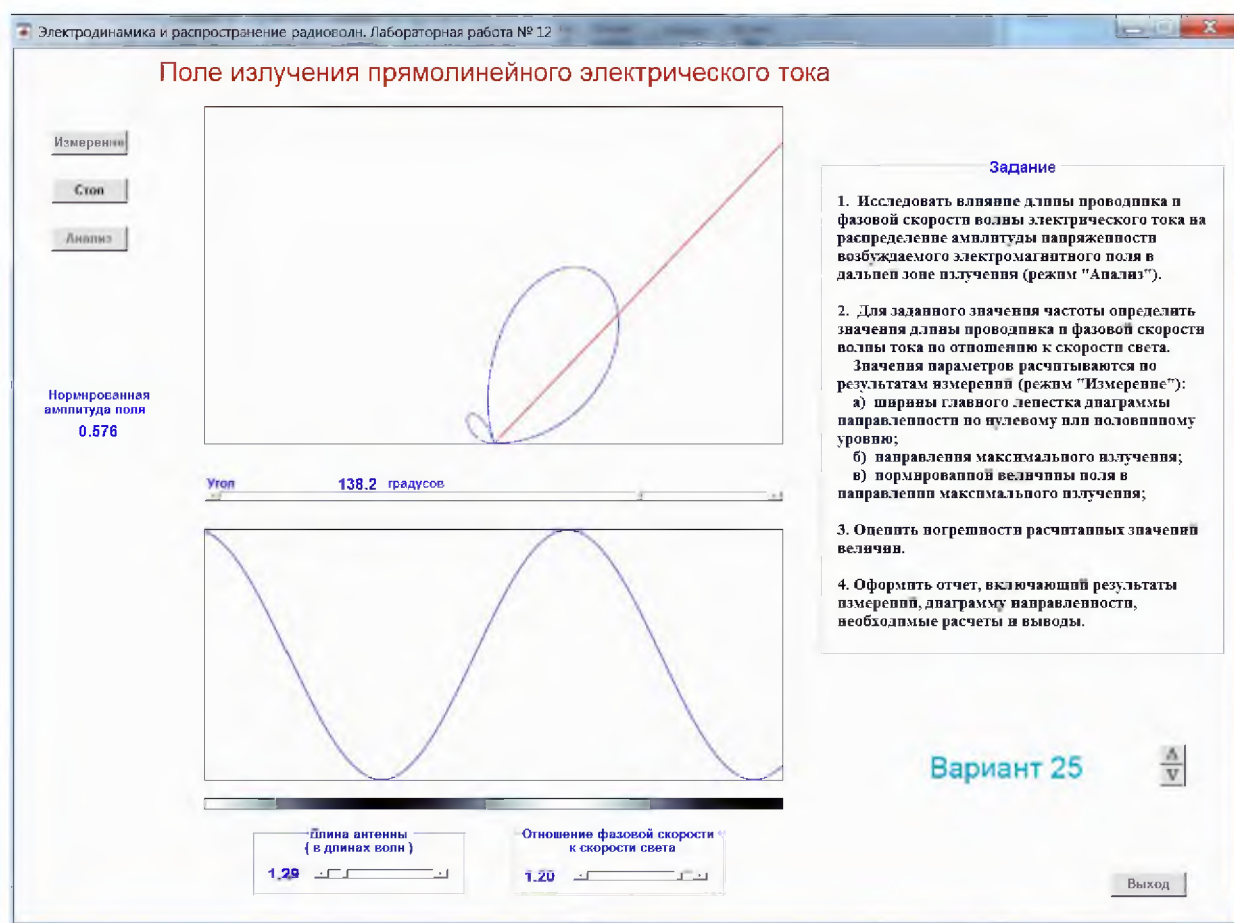 Электродинамика и распространение радиоволн. Лабораторная работа № 12
Поле излучения прямолинейного электрического тока
Измерение
Стоп
Анализ
Нормированная
амплитуда поля
0.576
Угол 138.2 градусов
Задание
1. Исследовать влияние длины проводника и
фазовой скорости волны электрического тока на
распределение амплитуды напряженности
возбуждаемого электромагнитного поля в
дальней зоне излучения (режим "Анализ").
2. Для заданного значения частоты определить
значения длины проводника и фазовой скорости
волны тока по отношению к скорости света.
Значения параметров расчитываются по
результатам измерений (режим "Измерение"):
а) ширины главного лепестка диаграммы
направленности по нулевому или половинному
уровню;
б) направления максимального излучения;
в) нормированной величины поля в
направлении максимального излучения;
3. Оценить погрешности расчитанных значений
величин.
4. Оформить отчет, включающий результаты
измерений, диаграмму направленности,
необходимые расчеты и выводы.
Вариант 25
Λ
V
Длина антенны
( в длинах волн )
1.29
Отношение фазовой скорости
к скорости света
1.20
Выход